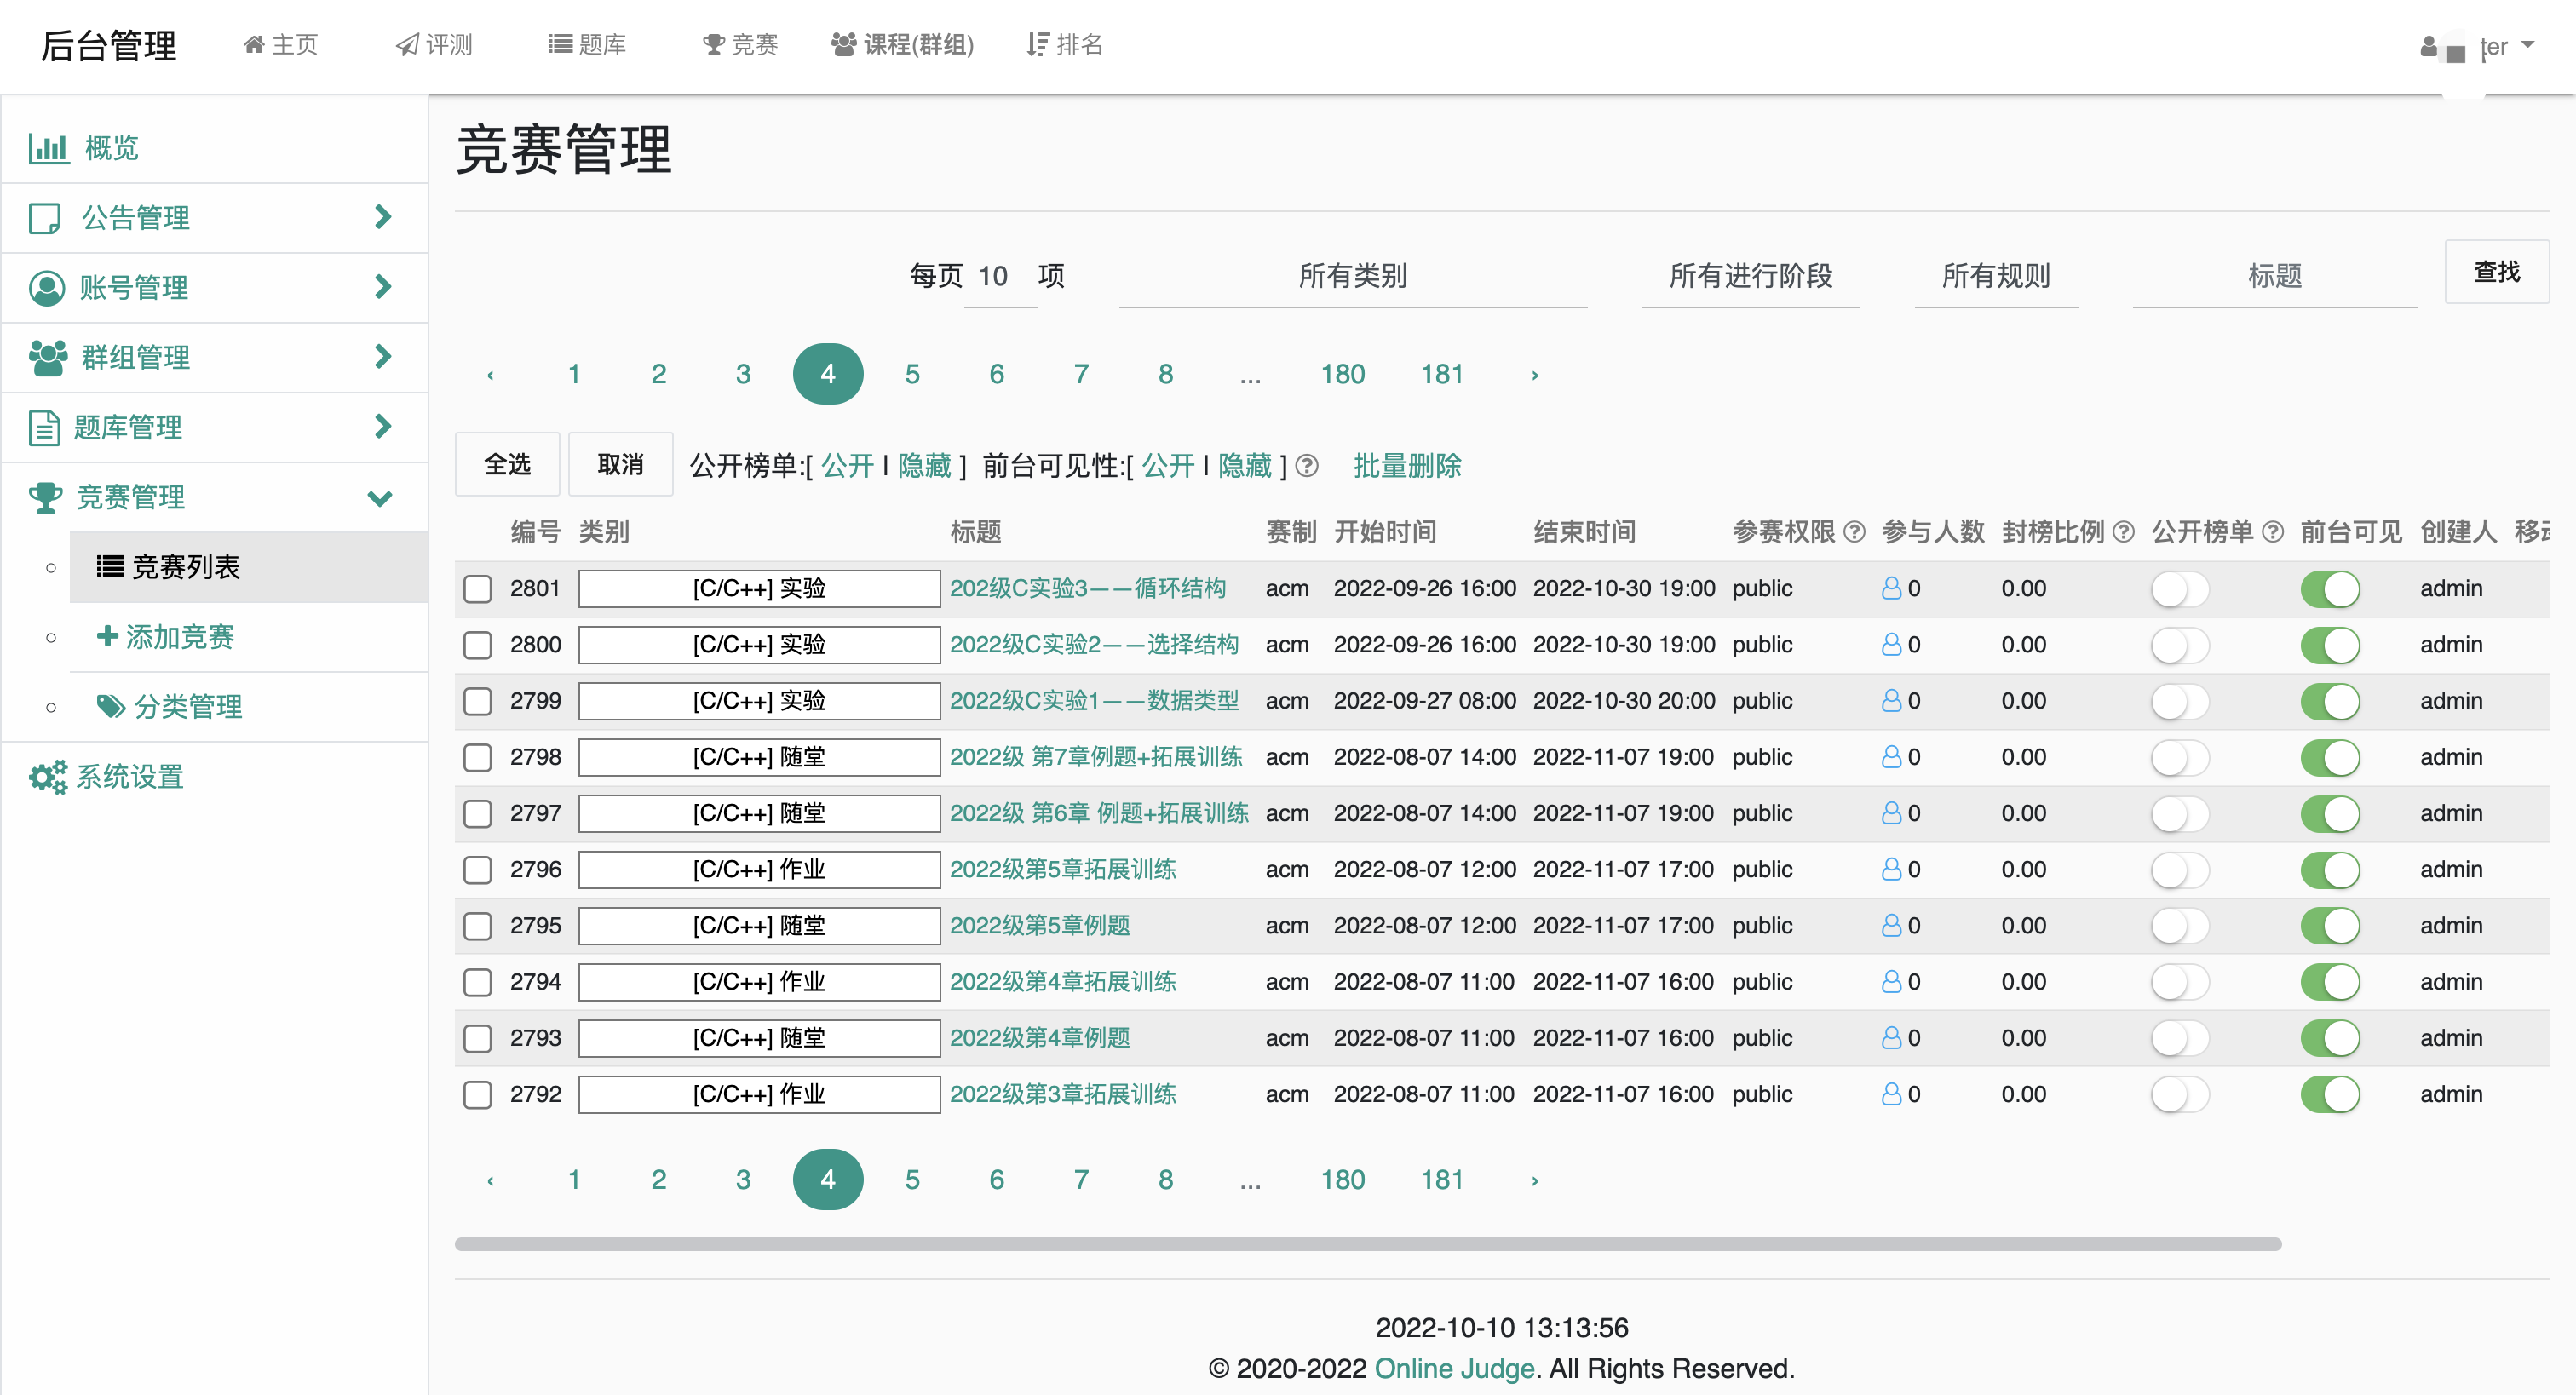 后台管理 主页 评测 题库 竞赛 课程(群组) 排名 ter
概览
公告管理
账号管理
群组管理
题库管理
竞赛管理
竞赛列表
添加竞赛
分类管理
系统设置
竞赛管理
每页 10 项 所有类别 所有进行阶段 所有规则 标题 查找
‹ 1 2 3 4 5 6 7 8 ... 180 181 ›
全选 取消 公开榜单:[ 公开 | 隐藏 ] 前台可见性:[ 公开 | 隐藏 ] 批量删除
编号 类别 标题 赛制 开始时间 结束时间 参赛权限 参与人数 封榜比例 公开榜单 前台可见 创建人
2801 [C/C++] 实验 202级C实验3——循环结构 acm 2022-09-26 16:00 2022-10-30 19:00 public 0 0.00 admin
2800 [C/C++] 实验 2022级C实验2——选择结构 acm 2022-09-26 16:00 2022-10-30 19:00 public 0 0.00 admin
2799 [C/C++] 实验 2022级C实验1——数据类型 acm 2022-09-27 08:00 2022-10-30 20:00 public 0 0.00 admin
2798 [C/C++] 随堂 2022级 第7章例题+拓展训练 acm 2022-08-07 14:00 2022-11-07 19:00 public 0 0.00 admin
2797 [C/C++] 随堂 2022级 第6章 例题+拓展训练 acm 2022-08-07 14:00 2022-11-07 19:00 public 0 0.00 admin
2796 [C/C++] 作业 2022级第5章拓展训练 acm 2022-08-07 12:00 2022-11-07 17:00 public 0 0.00 admin
2795 [C/C++] 随堂 2022级第5章例题 acm 2022-08-07 12:00 2022-11-07 17:00 public 0 0.00 admin
2794 [C/C++] 作业 2022级第4章拓展训练 acm 2022-08-07 11:00 2022-11-07 16:00 public 0 0.00 admin
2793 [C/C++] 随堂 2022级第4章例题 acm 2022-08-07 11:00 2022-11-07 16:00 public 0 0.00 admin
2792 [C/C++] 作业 2022级第3章拓展训练 acm 2022-08-07 11:00 2022-11-07 16:00 public 0 0.00 admin
‹ 1 2 3 4 5 6 7 8 ... 180 181 ›
2022-10-10 13:13:56
© 2020-2022 Online Judge. All Rights Reserved.